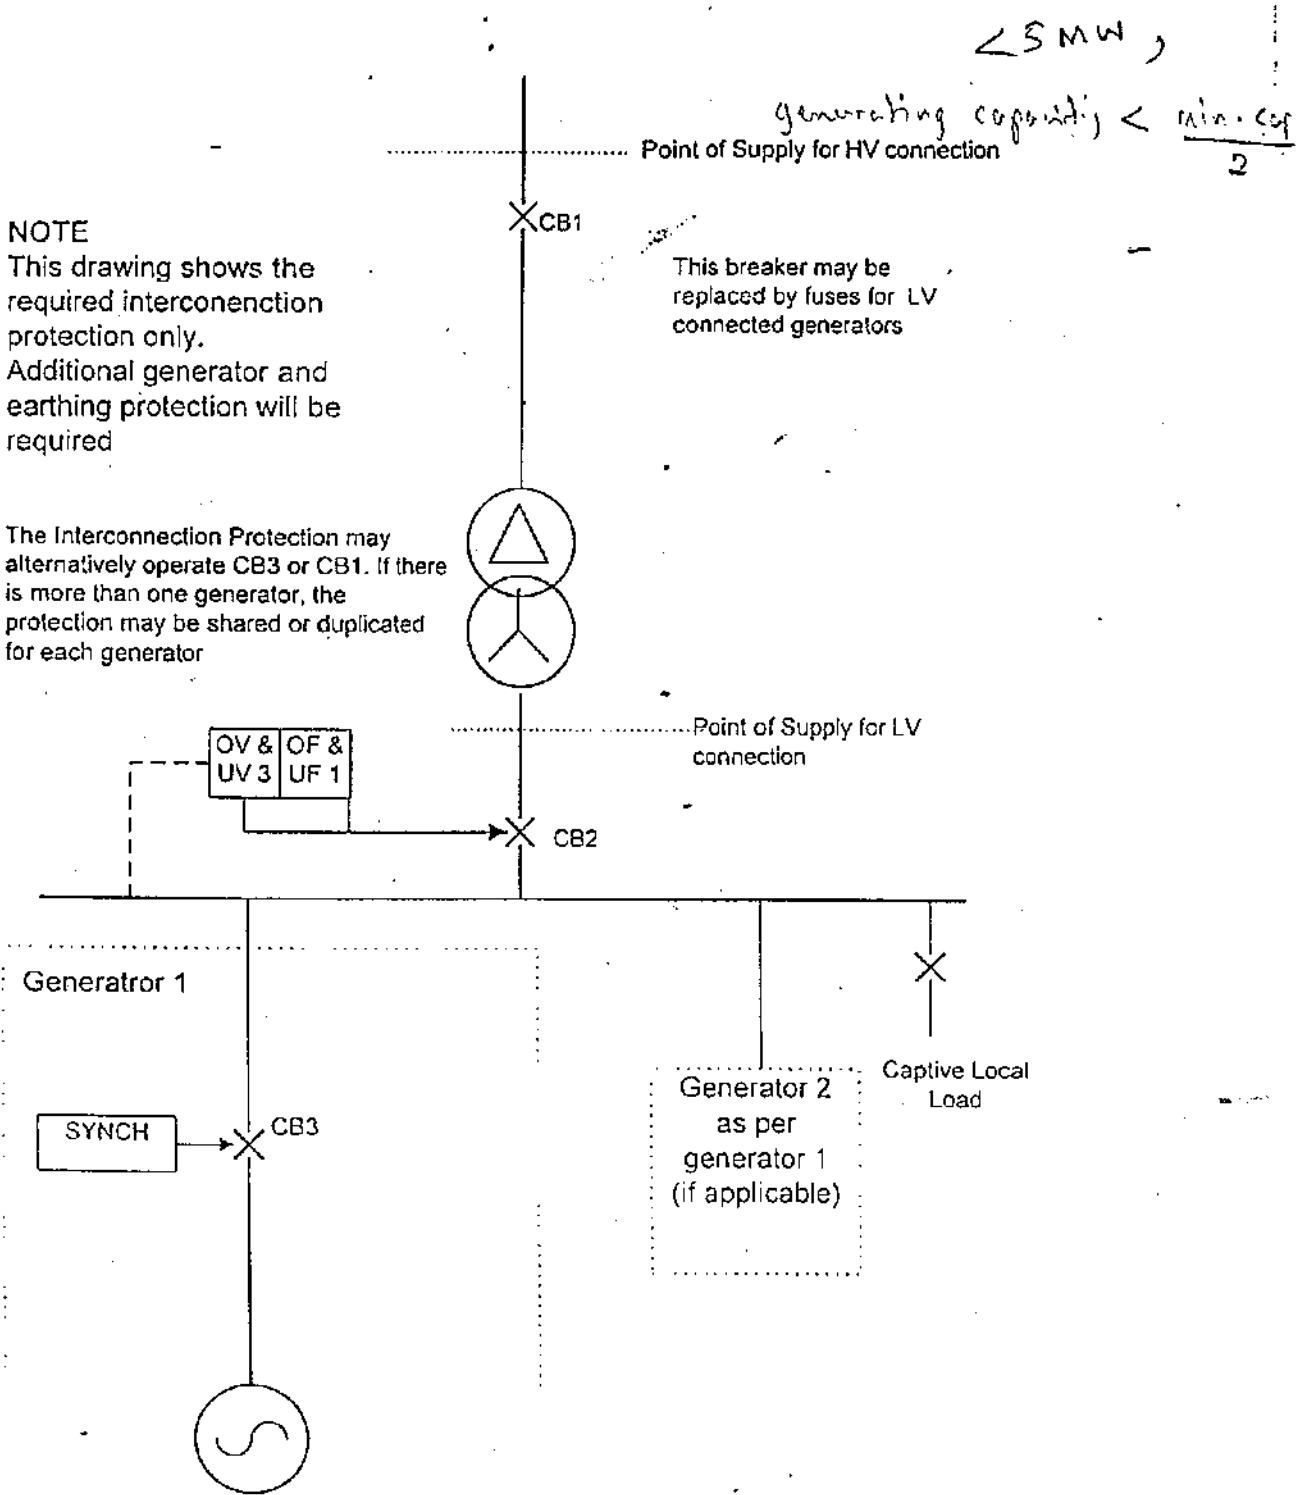 <5 MW ,
generating capacity < min. cap
2
Point of Supply for HV connection
CB1
NOTE
This drawing shows the
required interconenction
protection only.
Additional generator and
earthing protection will be
required
This breaker may be
replaced by fuses for LV
connected generators
The Interconnection Protection may
alternatively operate CB3 or CB1. If there
is more than one generator, the
protection may be shared or duplicated
for each generator
Point of Supply for LV
connection
OV &
UV 3
OF &
UF 1
CB2
Generatror 1
SYNCH
CB3
Generator 2
as per
generator 1
(if applicable)
Captive Local
Load